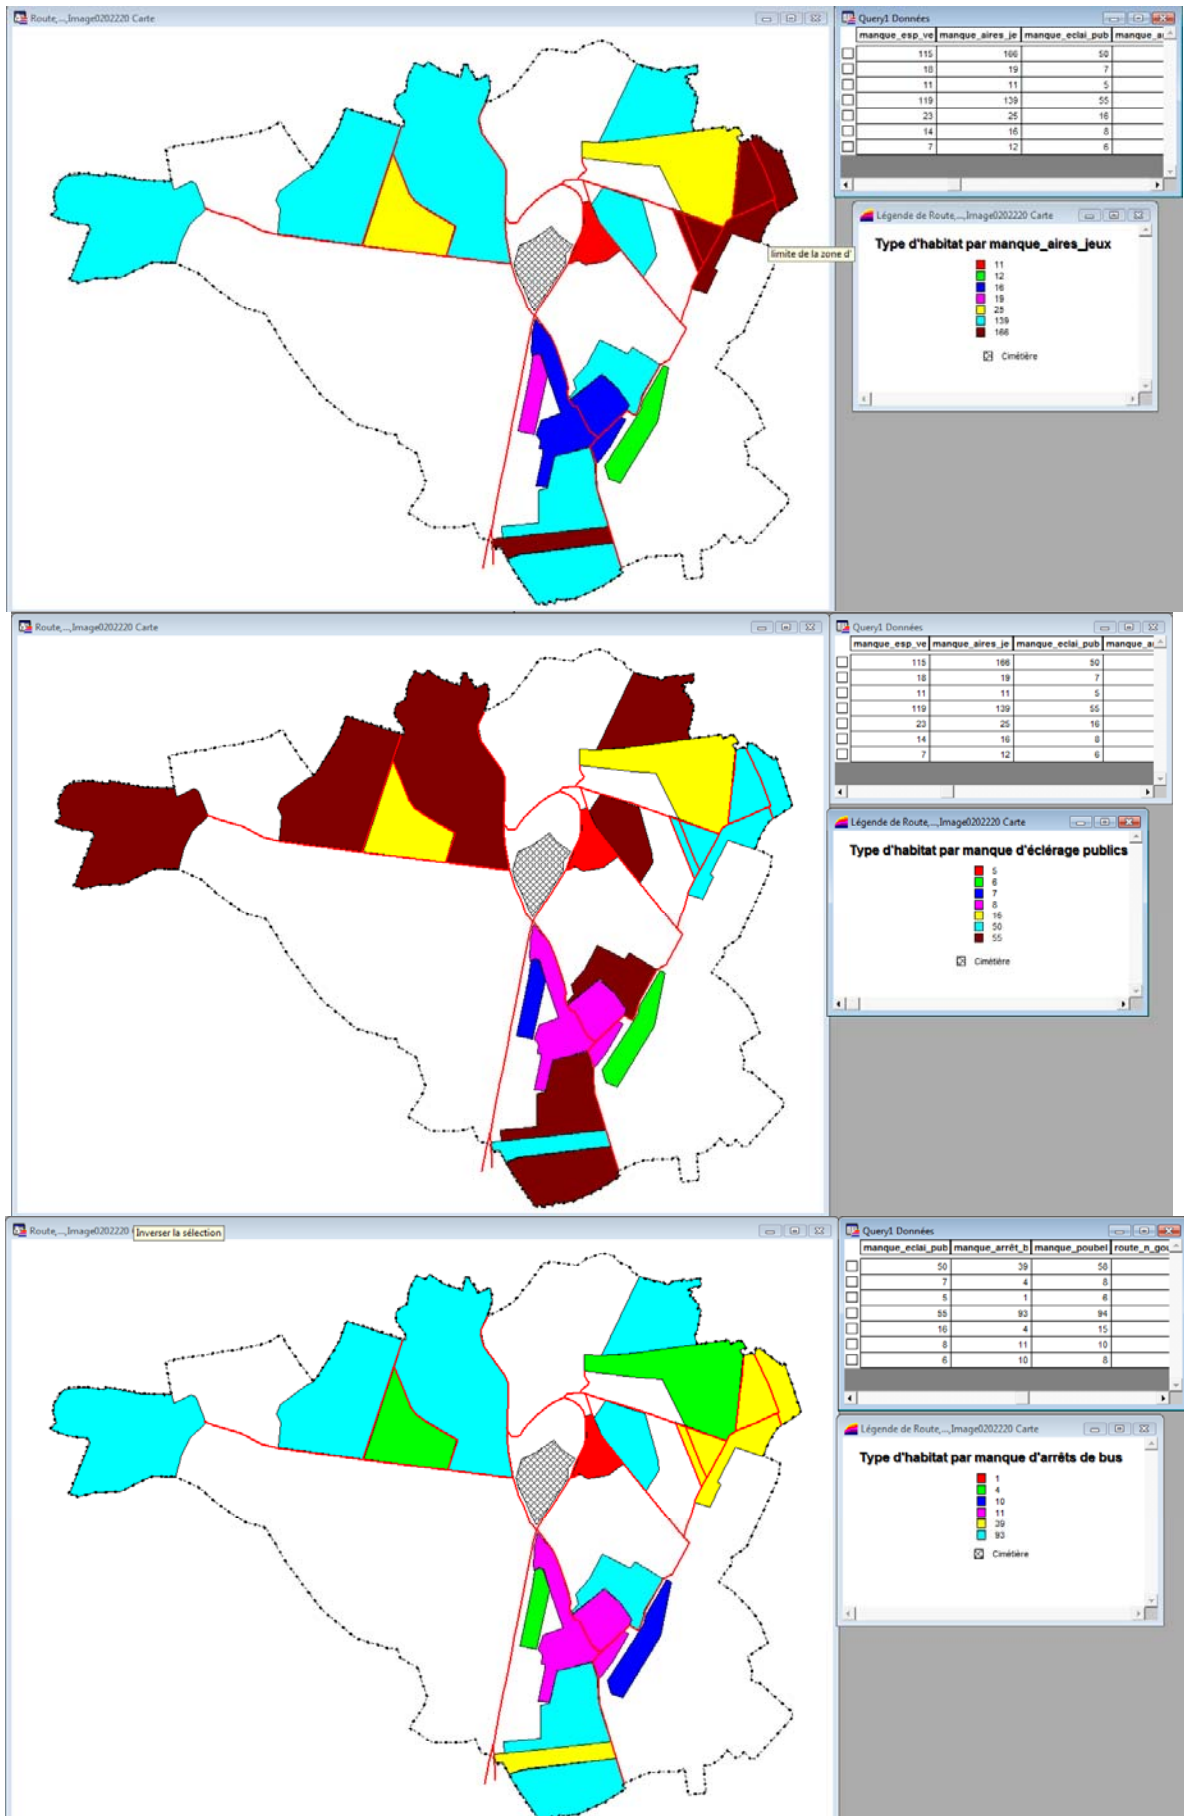 Route,...,Image0202220 Carte
Query1 Données
manque_esp_ve manque_aires_je manque_eclai_pub manque_a
115 166 50
18 19 7
11 11 5
119 139 55
23 25 16
14 16 8
7 12 6
Légende de Route,...,Image0202220 Carte
Type d'habitat par manque_aires_jeux
11
12
16
19
25
139
166
Cimétière
limite de la zone d'
Route,...,Image0202220 Carte
Query1 Données
manque_esp_ve manque_aires_je manque_eclai_pub manque_a
115 166 50
18 19 7
11 11 5
119 139 55
23 25 16
14 16 8
7 12 6
Légende de Route,...,Image0202220 Carte
Type d'habitat par manque d'éclérage publics
5
6
7
8
16
50
55
Cimétière
Route,...,Image0202220
Inverser la sélection
Query1 Données
manque_eclai_pub manque_arrêt_b manque_poubel route_n_gou
50 39 58
7 4 8
5 1 6
55 93 94
16 4 15
8 11 10
6 10 8
Légende de Route,...,Image0202220 Carte
Type d'habitat par manque d'arrêts de bus
1
4
10
11
39
93
Cimétière